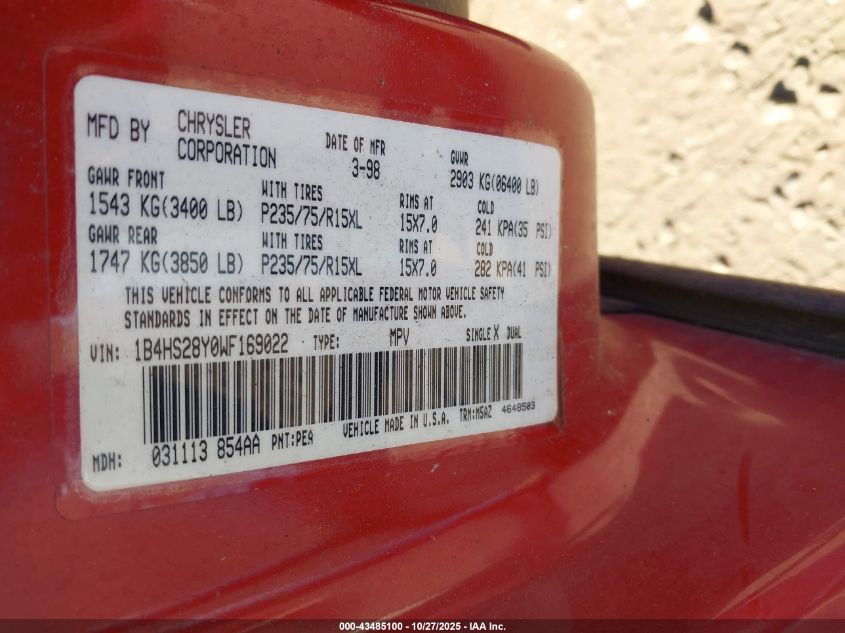 MFD BY CHRYSLER CORPORATION DATE OF MFR 3-98 GVWR 2903 KG(06400 LB)
GAWR FRONT WITH TIRES RIMS AT COLD
1543 KG(3400 LB) P235/75/R15XL 15X7.0 241 KPA(35 PSI)
GAWR REAR WITH TIRES RIMS AT COLD
1747 KG(3850 LB) P235/75/R15XL 15X7.0 282 KPA(41 PSI)
THIS VEHICLE CONFORMS TO ALL APPLICABLE FEDERAL MOTOR VEHICLE SAFETY
STANDARDS IN EFFECT ON THE DATE OF MANUFACTURE SHOWN ABOVE.
VIN: 1B4HS28Y0WF169022 TYPE: MPV SINGLE X DUAL
MDH: 031113 854AA PNT:PEA VEHICLE MADE IN U.S.A. TRM:M5AZ 4648503
000-43485100 • 10/27/2025 - IAA Inc.